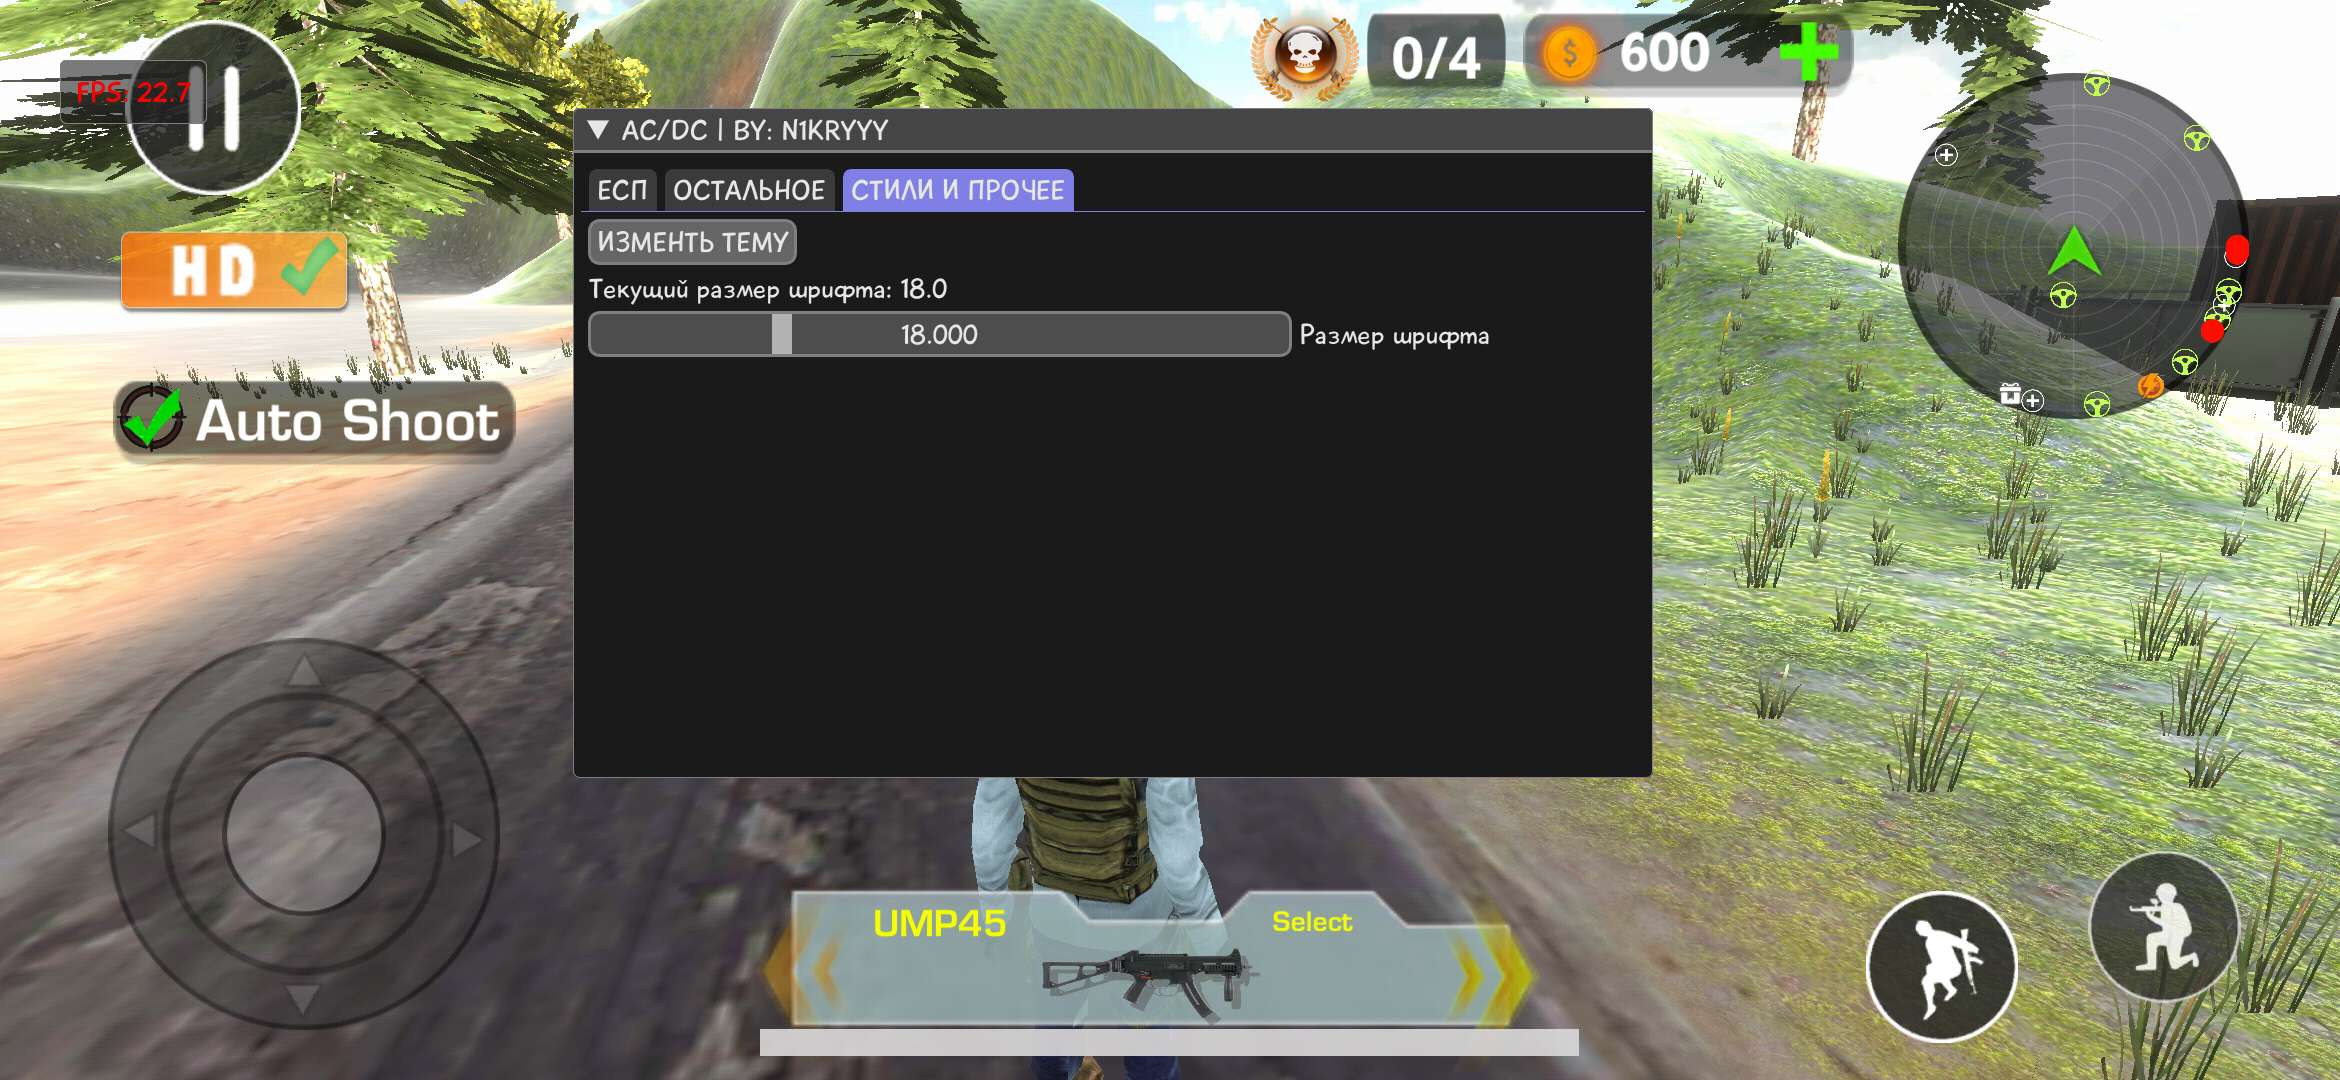 0/4
600
FPS: 22.7
AC/DC | BY: N1KRYYY
ЕСП ОСТАЛЬНОЕ СТИЛИ И ПРОЧЕЕ
ИЗМЕНТЬ ТЕМУ
HD
Текущий размер шрифта: 18.0
18.000 Размер шрифта
Auto Shoot
UMP45 Select